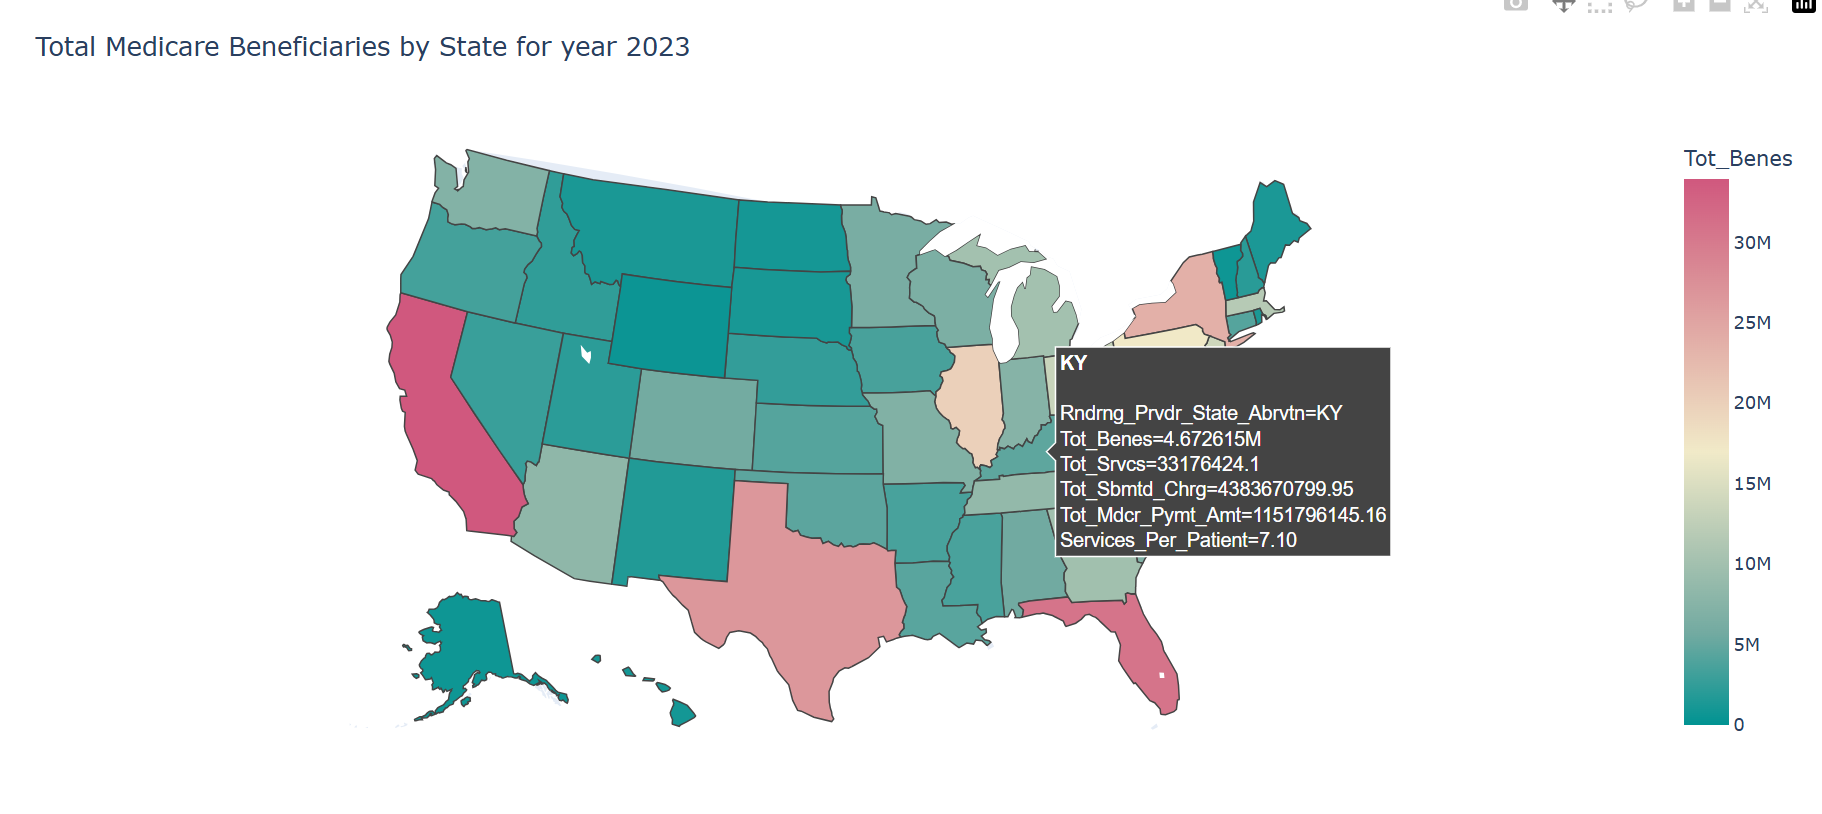 Total Medicare Beneficiaries by State for year 2023
Tot_Benes
30M
25M
20M
15M
10M
5M
0
KY
Rndrng_Prvdr_State_Abrvtn=KY
Tot_Benes=4.672615M
Tot_Srvcs=33176424.1
Tot_Sbmtd_Chrg=4383670799.95
Tot_Mdcr_Pymt_Amt=1151796145.16
Services_Per_Patient=7.10